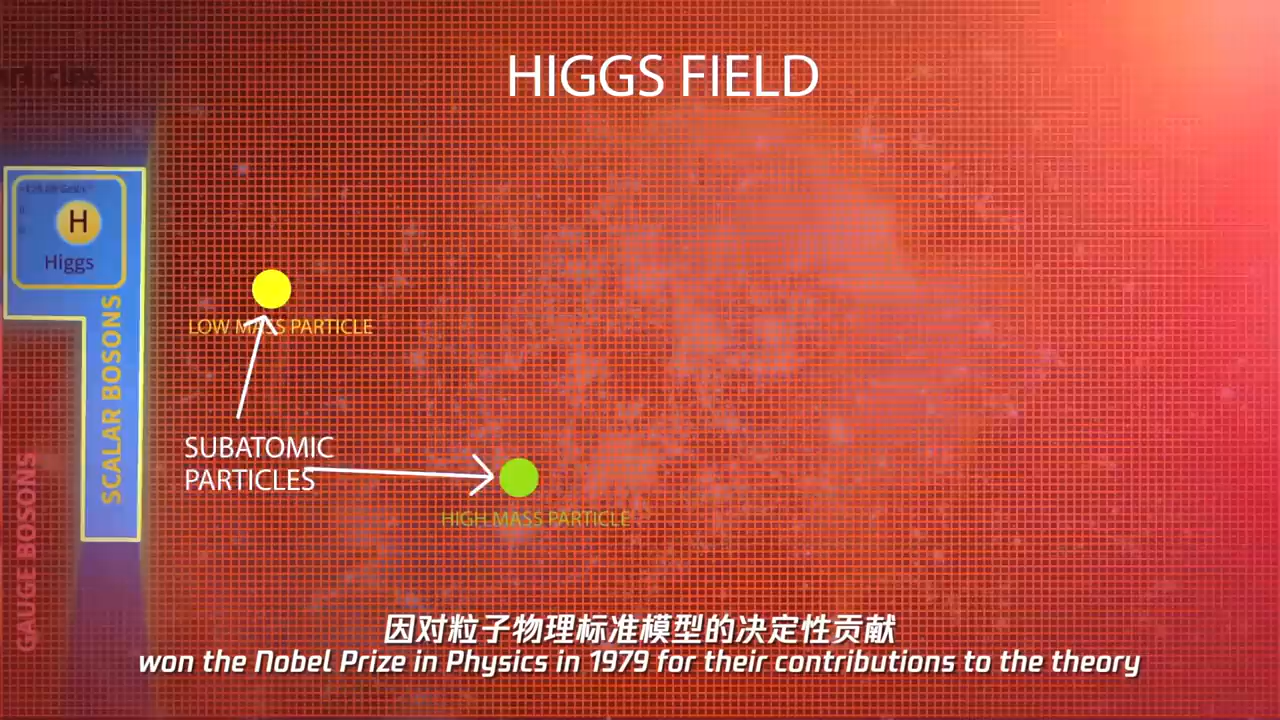 HIGGS FIELD
H
Higgs
SCALAR BOSONS
GAUGE BOSONS
LOW MASS PARTICLE
SUBATOMIC
PARTICLES
HIGH MASS PARTICLE
因对粒子物理标准模型的决定性贡献
won the Nobel Prize in Physics in 1979 for their contributions to the theory